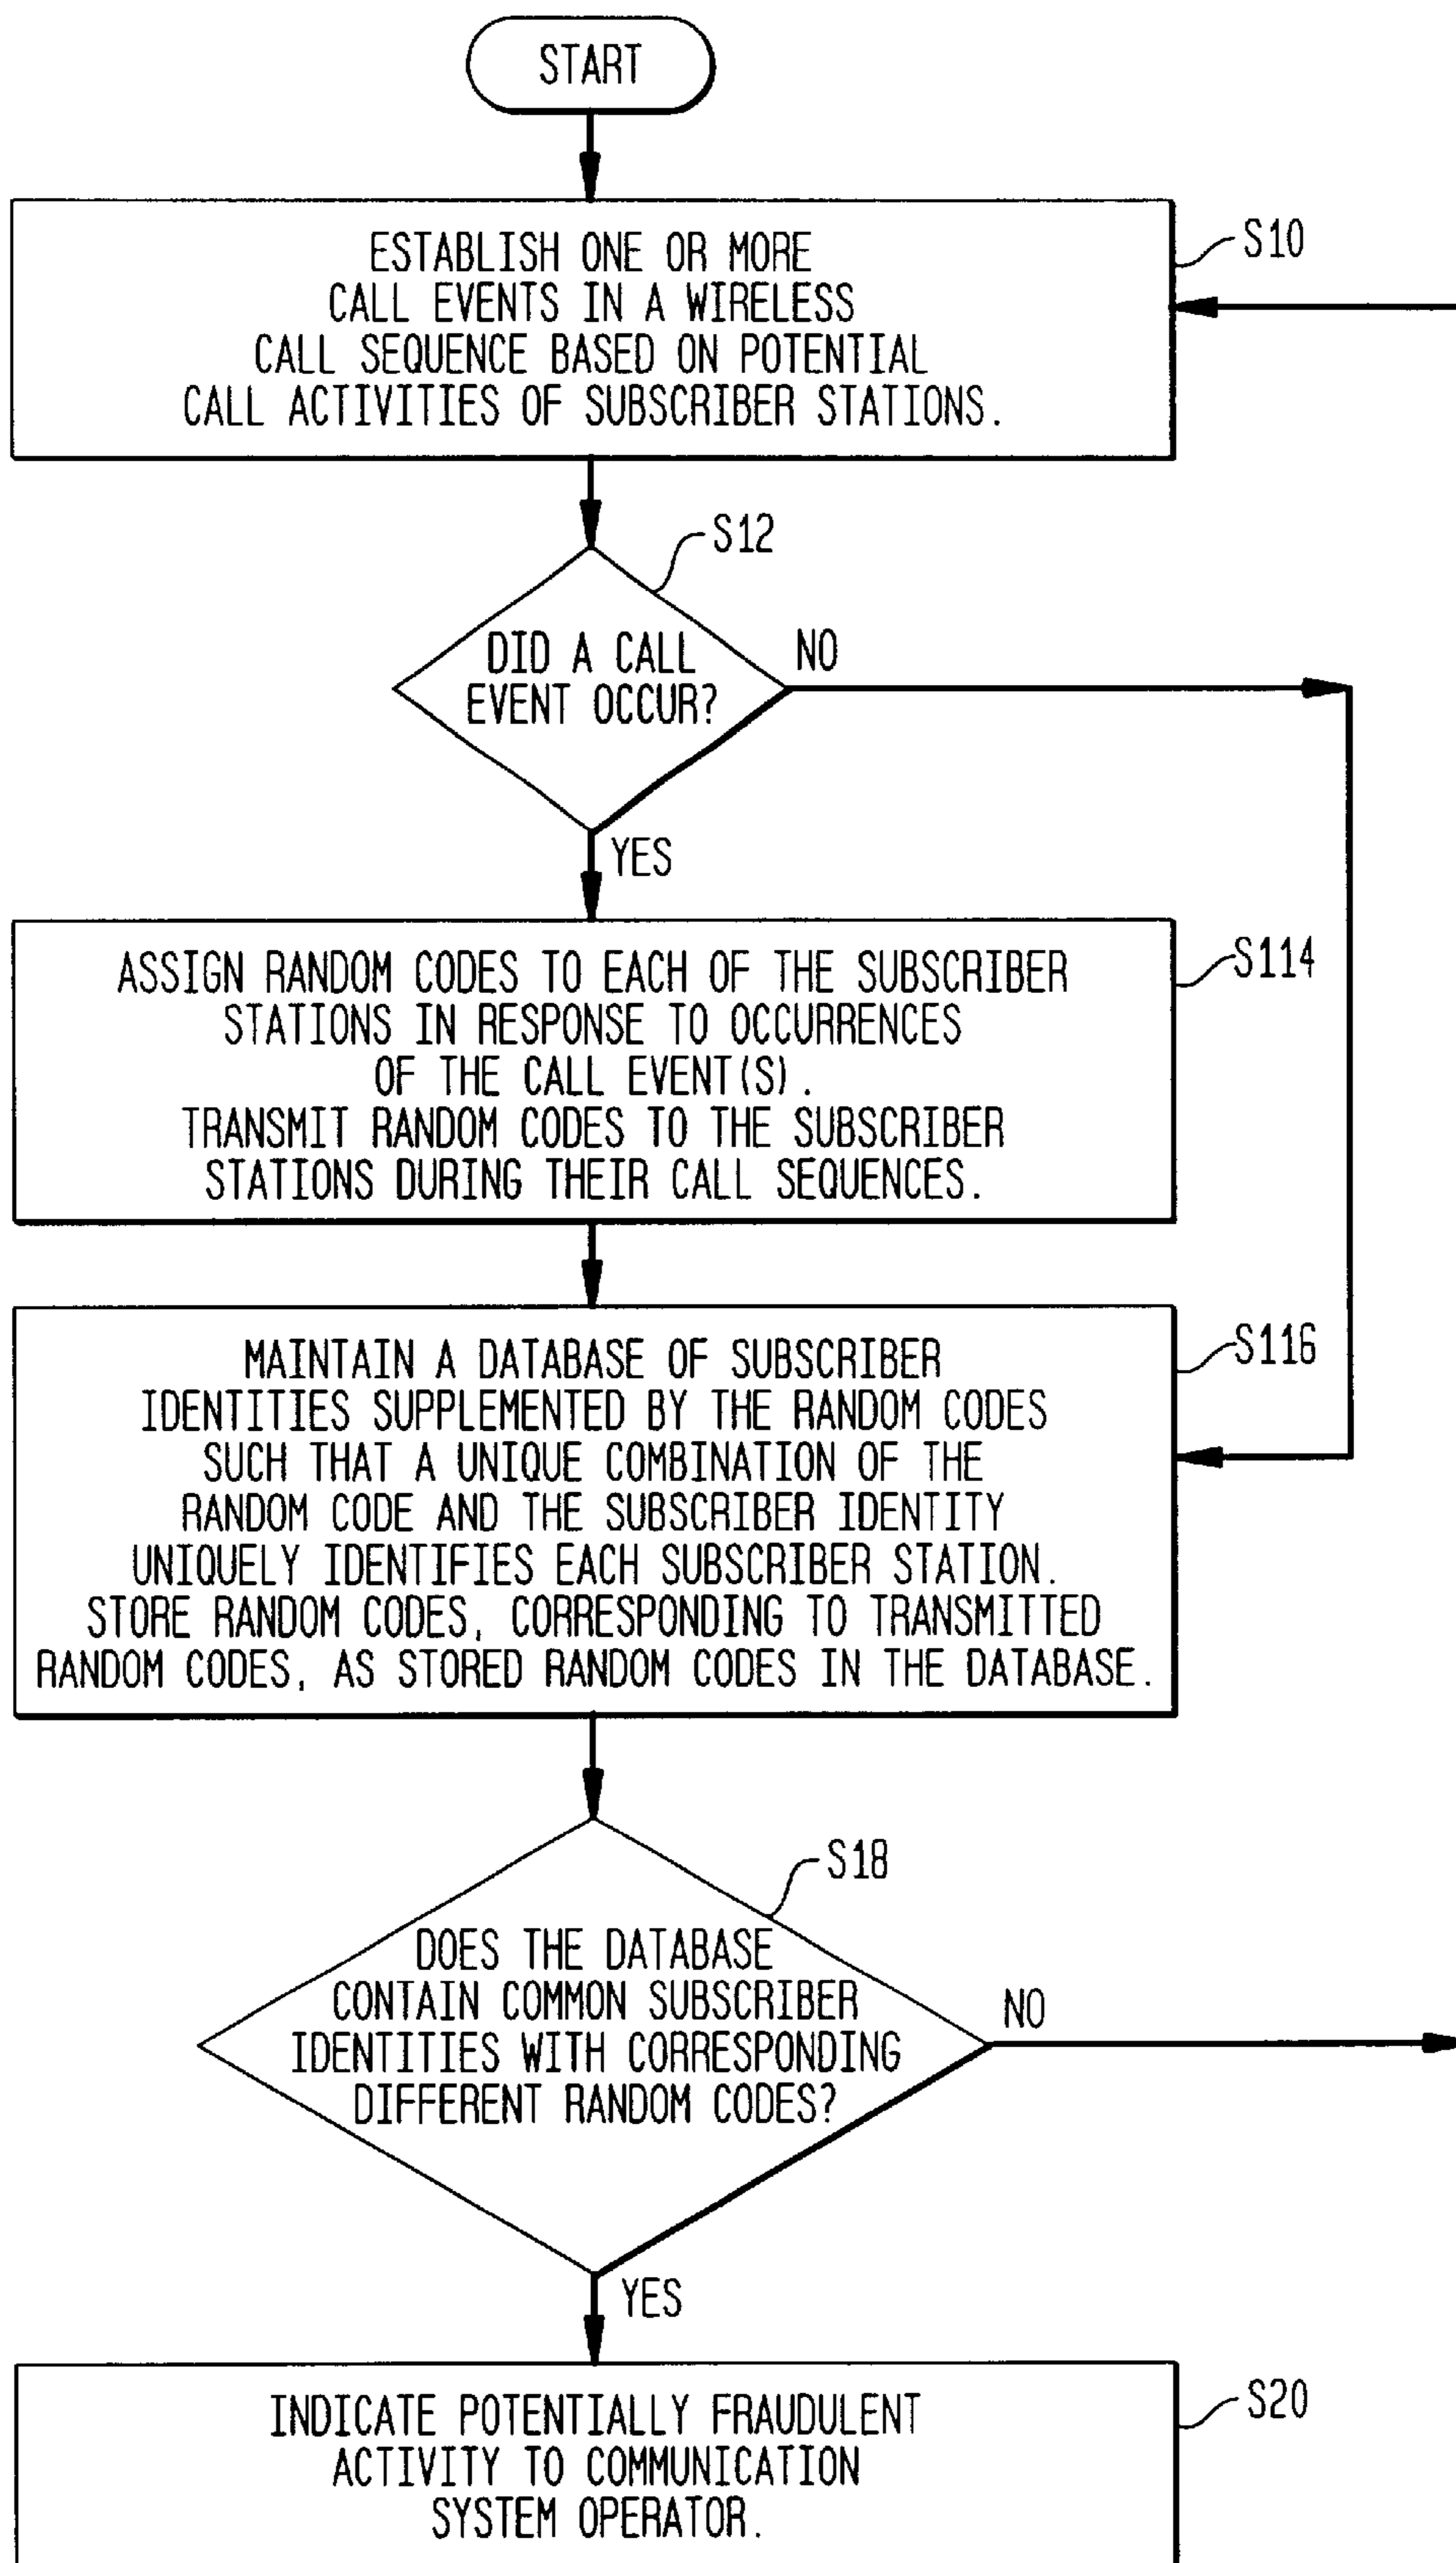 START
ESTABLISH ONE OR MORE
CALL EVENTS IN A WIRELESS
CALL SEQUENCE BASED ON POTENTIAL
CALL ACTIVITIES OF SUBSCRIBER STATIONS.
S10
S12
DID A CALL
EVENT OCCUR?
NO
YES
ASSIGN RANDOM CODES TO EACH OF THE SUBSCRIBER
STATIONS IN RESPONSE TO OCCURRENCES
OF THE CALL EVENT(S).
TRANSMIT RANDOM CODES TO THE SUBSCRIBER
STATIONS DURING THEIR CALL SEQUENCES.
S114
MAINTAIN A DATABASE OF SUBSCRIBER
IDENTITIES SUPPLEMENTED BY THE RANDOM CODES
SUCH THAT A UNIQUE COMBINATION OF THE
RANDOM CODE AND THE SUBSCRIBER IDENTITY
UNIQUELY IDENTIFIES EACH SUBSCRIBER STATION.
STORE RANDOM CODES, CORRESPONDING TO TRANSMITTED
RANDOM CODES, AS STORED RANDOM CODES IN THE DATABASE.
S116
S18
DOES THE DATABASE
CONTAIN COMMON SUBSCRIBER
IDENTITIES WITH CORRESPONDING
DIFFERENT RANDOM CODES?
NO
YES
INDICATE POTENTIALLY FRAUDULENT
ACTIVITY TO COMMUNICATION
SYSTEM OPERATOR.
S20